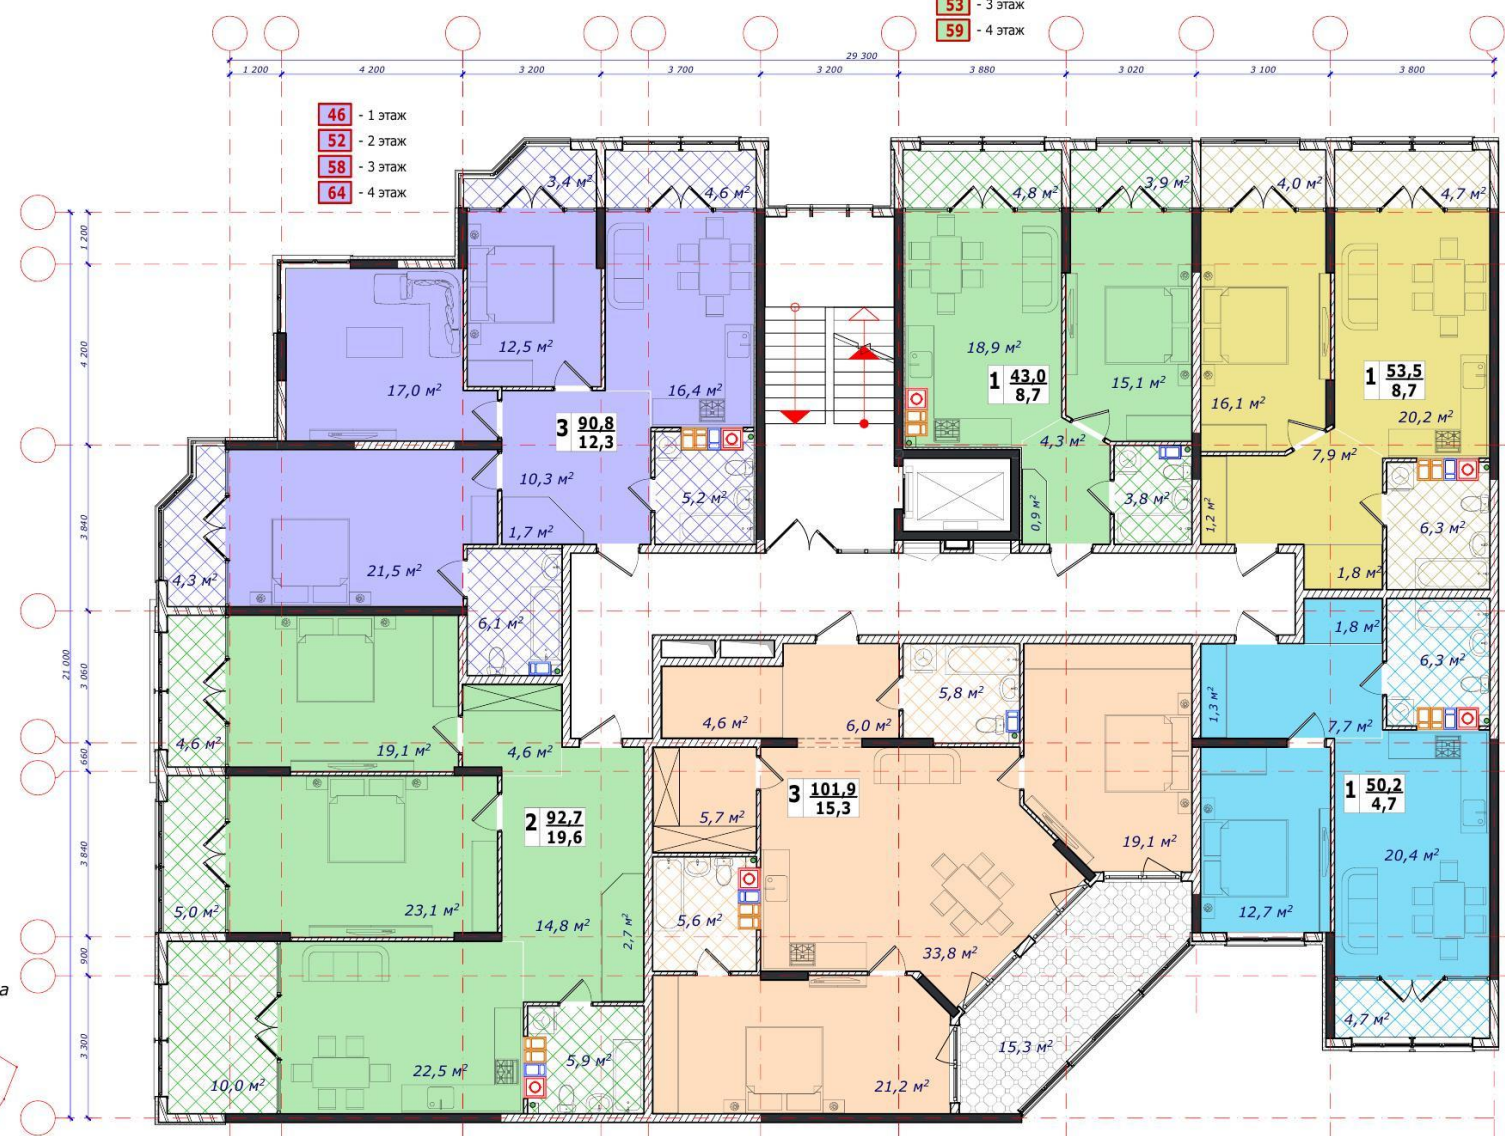 53 - 3 этаж
59 - 4 этаж
29 300
1 200 4 200 3 200 3 700 3 200 3 880 3 020 3 100 3 800
46 - 1 этаж
52 - 2 этаж
58 - 3 этаж
64 - 4 этаж
3,4 м²
4,6 м²
4,8 м²
3,9 м²
4,0 м²
4,7 м²
1 200
4 200
3 840
21 000
3 060
660
3 840
900
3 300
12,5 м²
17,0 м²
16,4 м²
3 90,8
12,3
10,3 м²
1,7 м²
5,2 м²
21,5 м²
4,3 м²
6,1 м²
18,9 м²
1 43,0
8,7
15,1 м²
4,3 м²
0,9 м²
3,8 м²
16,1 м²
1 53,5
8,7
20,2 м²
7,9 м²
1,2 м²
6,3 м²
1,8 м²
4,6 м²
19,1 м²
4,6 м²
5,0 м²
23,1 м²
2 92,7
19,6
14,8 м²
2,7 м²
10,0 м²
22,5 м²
5,9 м²
4,6 м²
6,0 м²
5,8 м²
5,7 м²
3 101,9
15,3
19,1 м²
5,6 м²
33,8 м²
21,2 м²
15,3 м²
1,8 м²
6,3 м²
1,3 м²
7,7 м²
1 50,2
4,7
20,4 м²
12,7 м²
4,7 м²
а